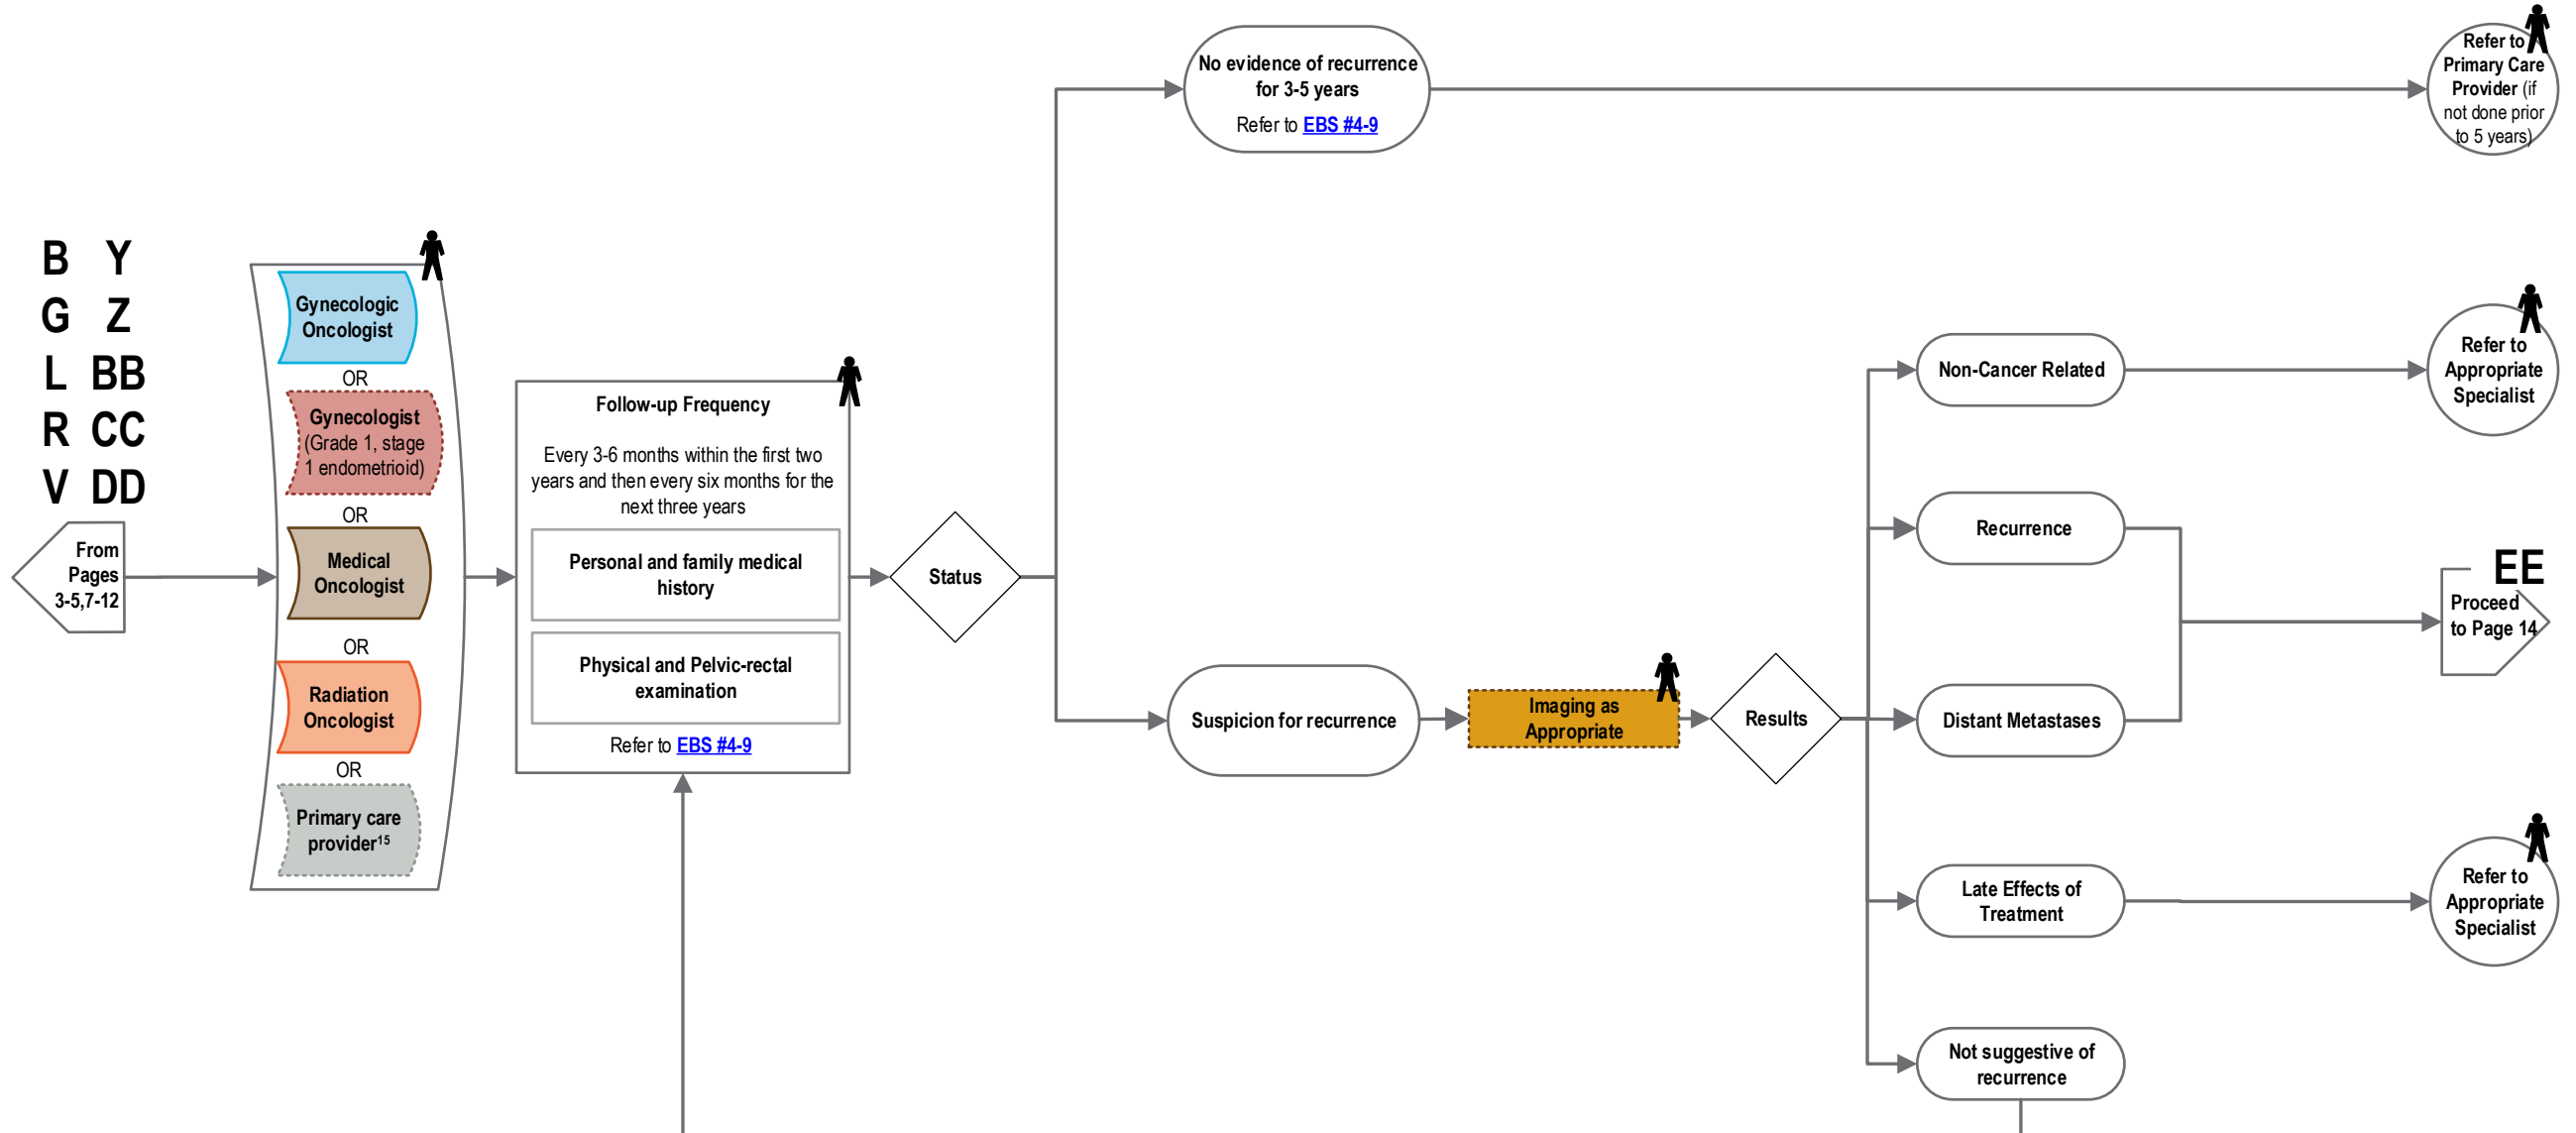 B Y
G Z
L BB
R CC
V DD
From
Pages
3-5,7-12
Gynecologic
Oncologist
OR
Gynecologist
(Grade 1, stage
1 endometrioid)
OR
Medical
Oncologist
OR
Radiation
Oncologist
OR
Primary care
provider15
Follow-up Frequency
Every 3-6 months within the first two
years and then every six months for the
next three years
Personal and family medical
history
Physical and Pelvic-rectal
examination
Refer to EBS #4-9
Status
No evidence of recurrence
for 3-5 years
Refer to EBS #4-9
Refer to
Primary Care
Provider (if
not done prior
to 5 years)
Suspicion for recurrence
Imaging as
Appropriate
Results
Non-Cancer Related
Refer to
Appropriate
Specialist
Recurrence
Distant Metastases
EE
Proceed
to Page 14
Late Effects of
Treatment
Refer to
Appropriate
Specialist
Not suggestive of
recurrence